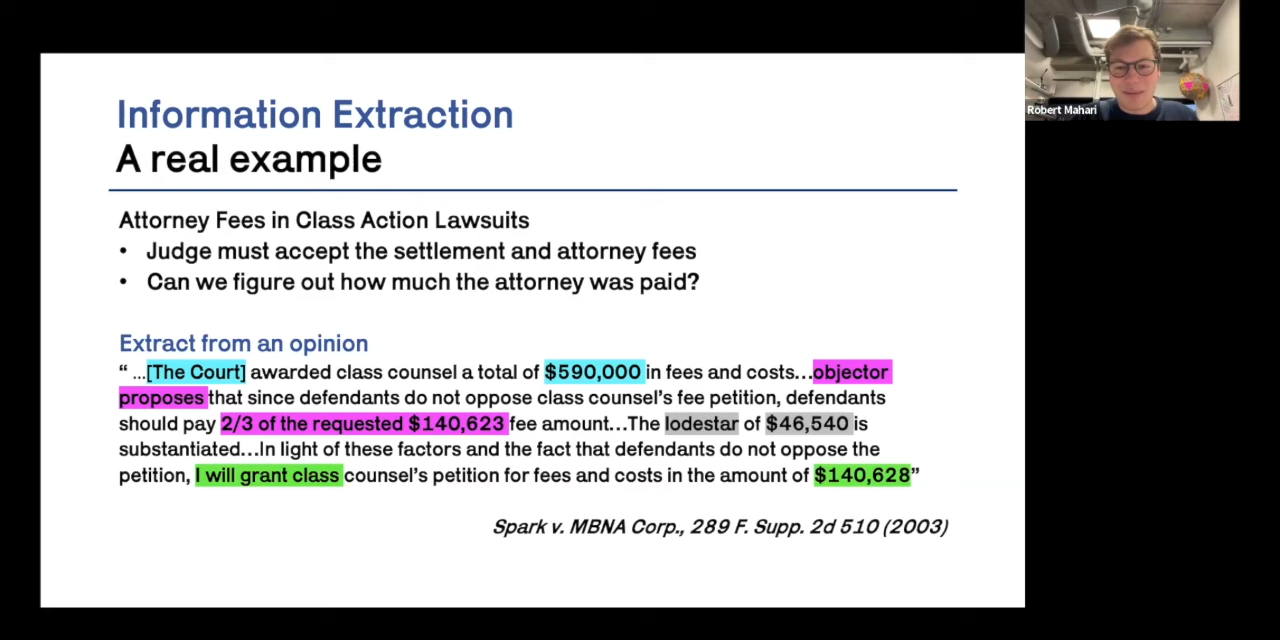 Information Extraction
A real example
Attorney Fees in Class Action Lawsuits
• Judge must accept the settlement and attorney fees
• Can we figure out how much the attorney was paid?
Extract from an opinion
“ ...[The Court] awarded class counsel a total of $590,000 in fees and costs...objector
proposes that since defendants do not oppose class counsel’s fee petition, defendants
should pay 2/3 of the requested $140,623 fee amount...The lodestar of $46,540 is
substantiated...In light of these factors and the fact that defendants do not oppose the
petition, I will grant class counsel’s petition for fees and costs in the amount of $140,628”
Spark v. MBNA Corp., 289 F. Supp. 2d 510 (2003)
Robert Mahari